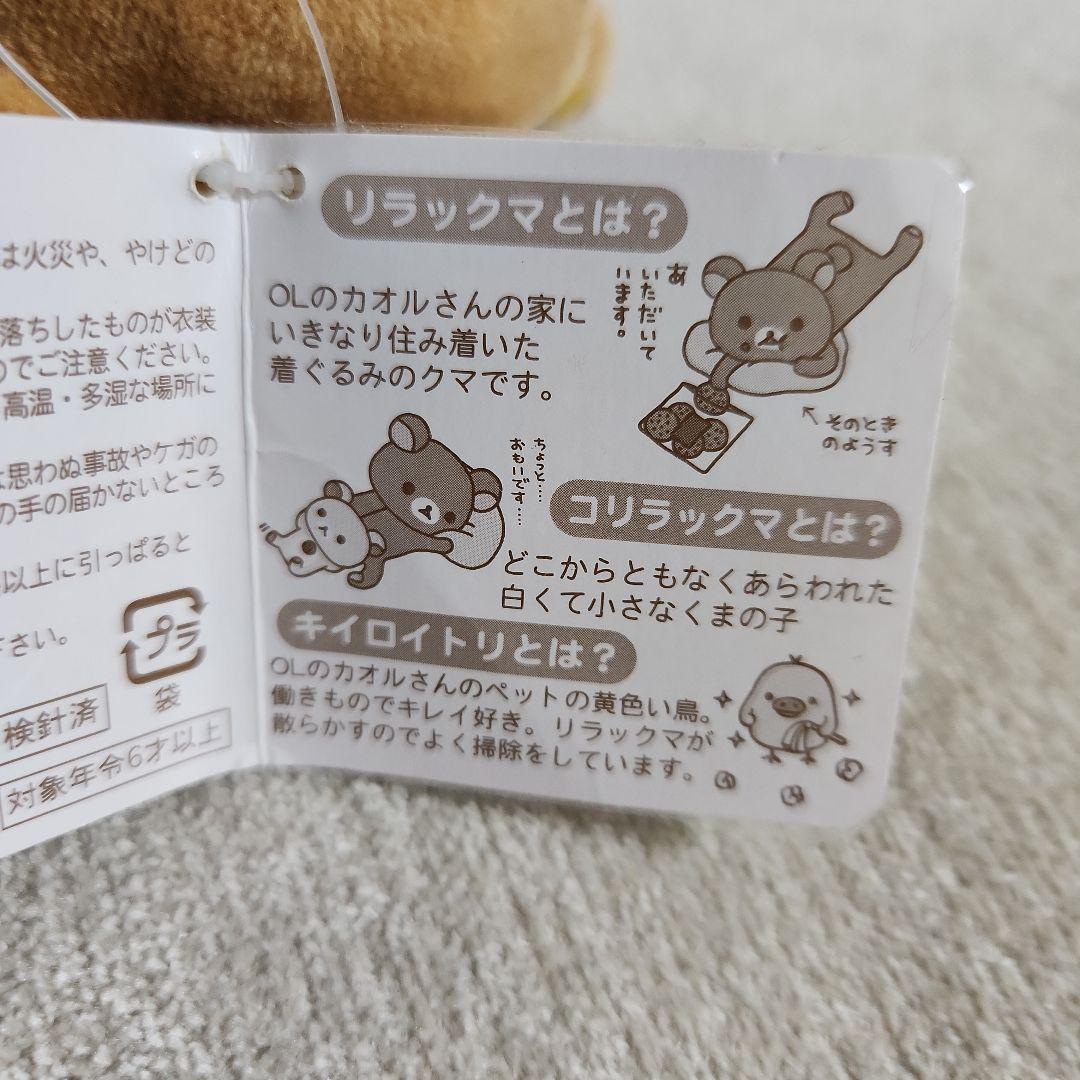 は火災や、やけどの
落ちしたものが衣装
のでご注意ください。
高温・多湿な場所に
は思わぬ事故やケガの
の手の届かないところ
以上に引っぱると
さい。
プラ
袋
検針済
対象年令6才以上
リラックマとは?
OLのカオルさんの家に
いきなり住み着いた
着ぐるみのクマです。
あ
いただいて
います。
そのとき
のようす
ちょっと……
おもいです……
コリラックマとは?
どこからともなくあらわれた
白くて小さなくまの子
キイロイトリとは?
OLのカオルさんのペットの黄色い鳥。
働きものでキレイ好き。リラックマが
散らかすのでよく掃除をしています。